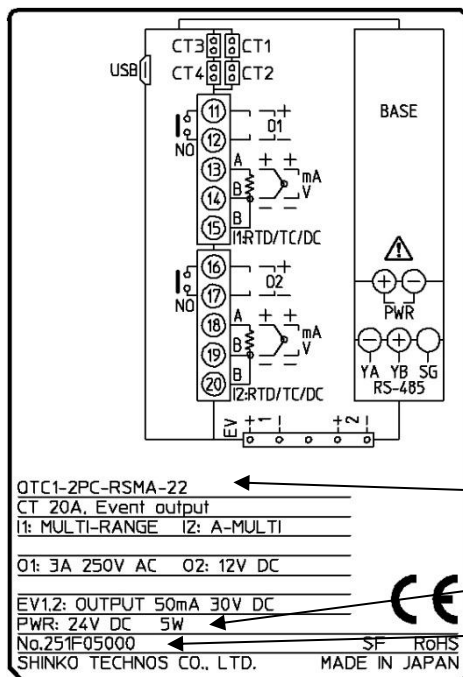 CT3 CT1
USB CT4 CT2
11
12
NO
O1
+
-
13
14
15
A
B
B
+ + mA
- - V
I1:RTD/TC/DC
16
17
NO
O2
+
-
18
19
20
A
B
B
+ + mA
- - V
I2:RTD/TC/DC
EV + 1 - + 2 -
BASE
+ -
PWR
- +
YA YB SG
RS-485
QTC1-2PC-RSMA-22
CT 20A, Event output
I1: MULTI-RANGE I2: A-MULTI
O1: 3A 250V AC O2: 12V DC
EV1,2: OUTPUT 50mA 30V DC
PWR: 24V DC 5W
CE
No.251F05000 SF RoHS
SHINKO TECHNOS CO., LTD. MADE IN JAPAN